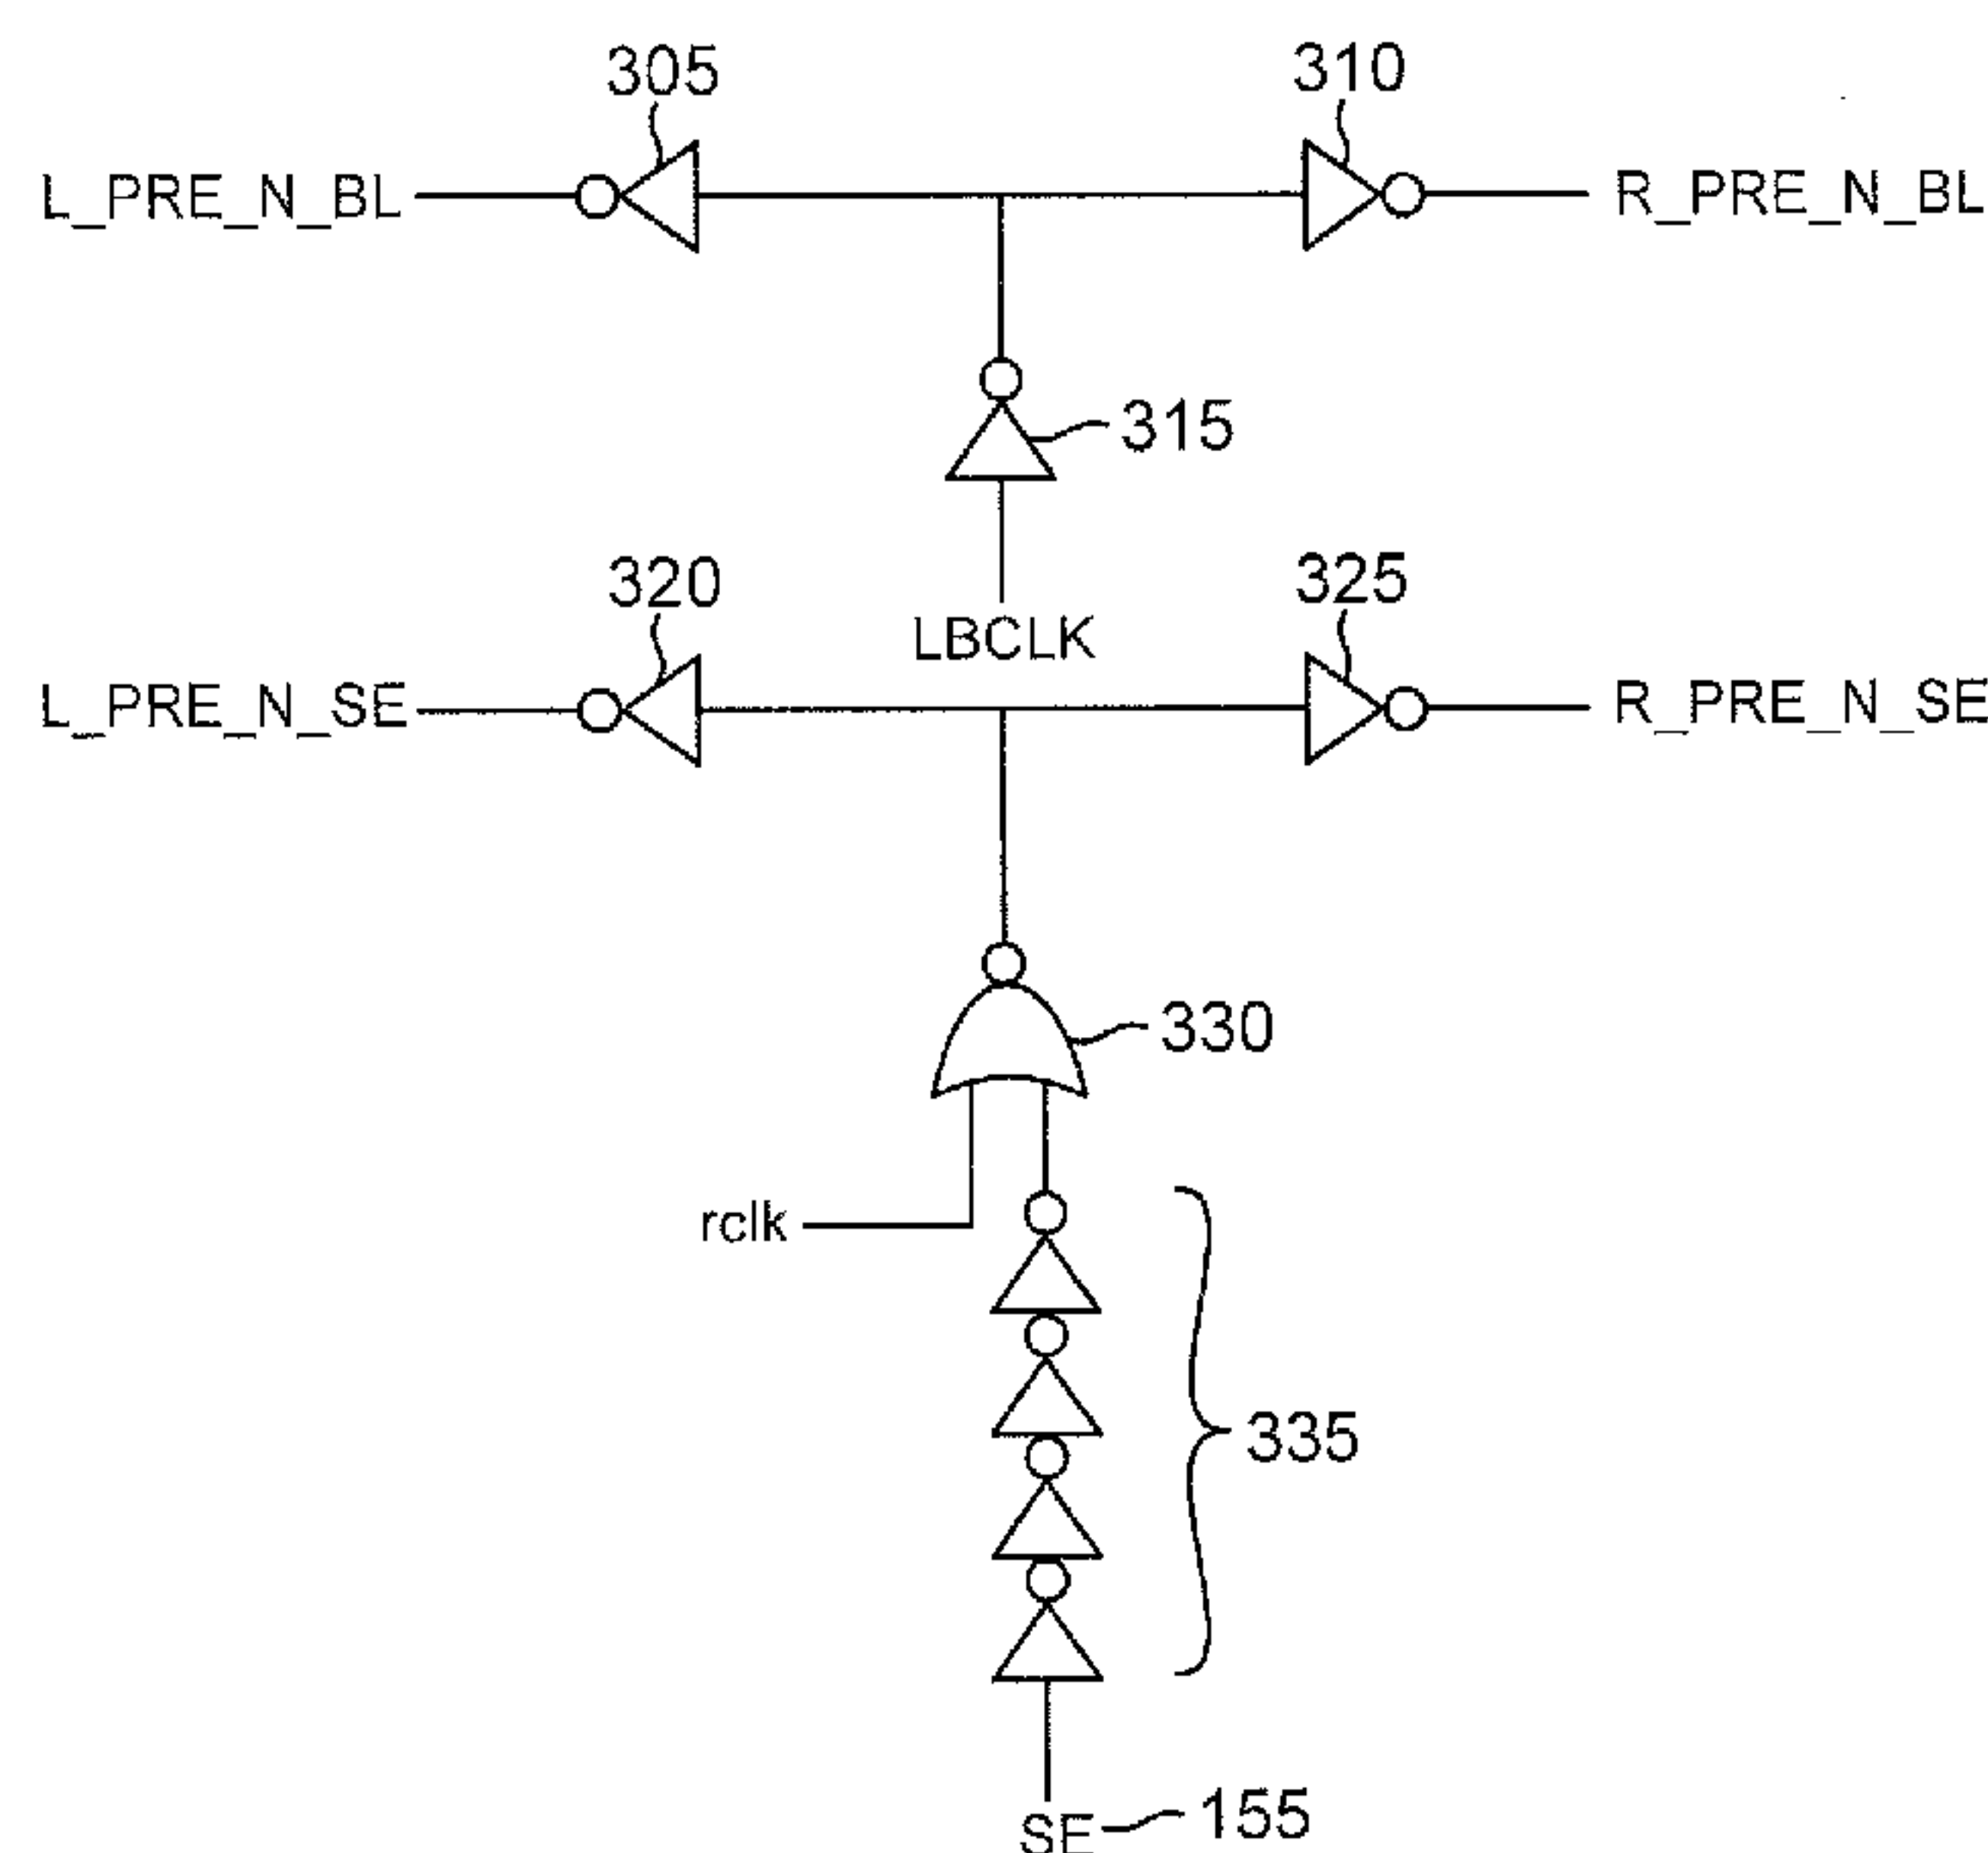 305
310
L_PRE_N_BL
R_PRE_N_BL
315
LBCLK
320
325
L_PRE_N_SE
R_PRE_N_SE
330
rclk
335
SE
155